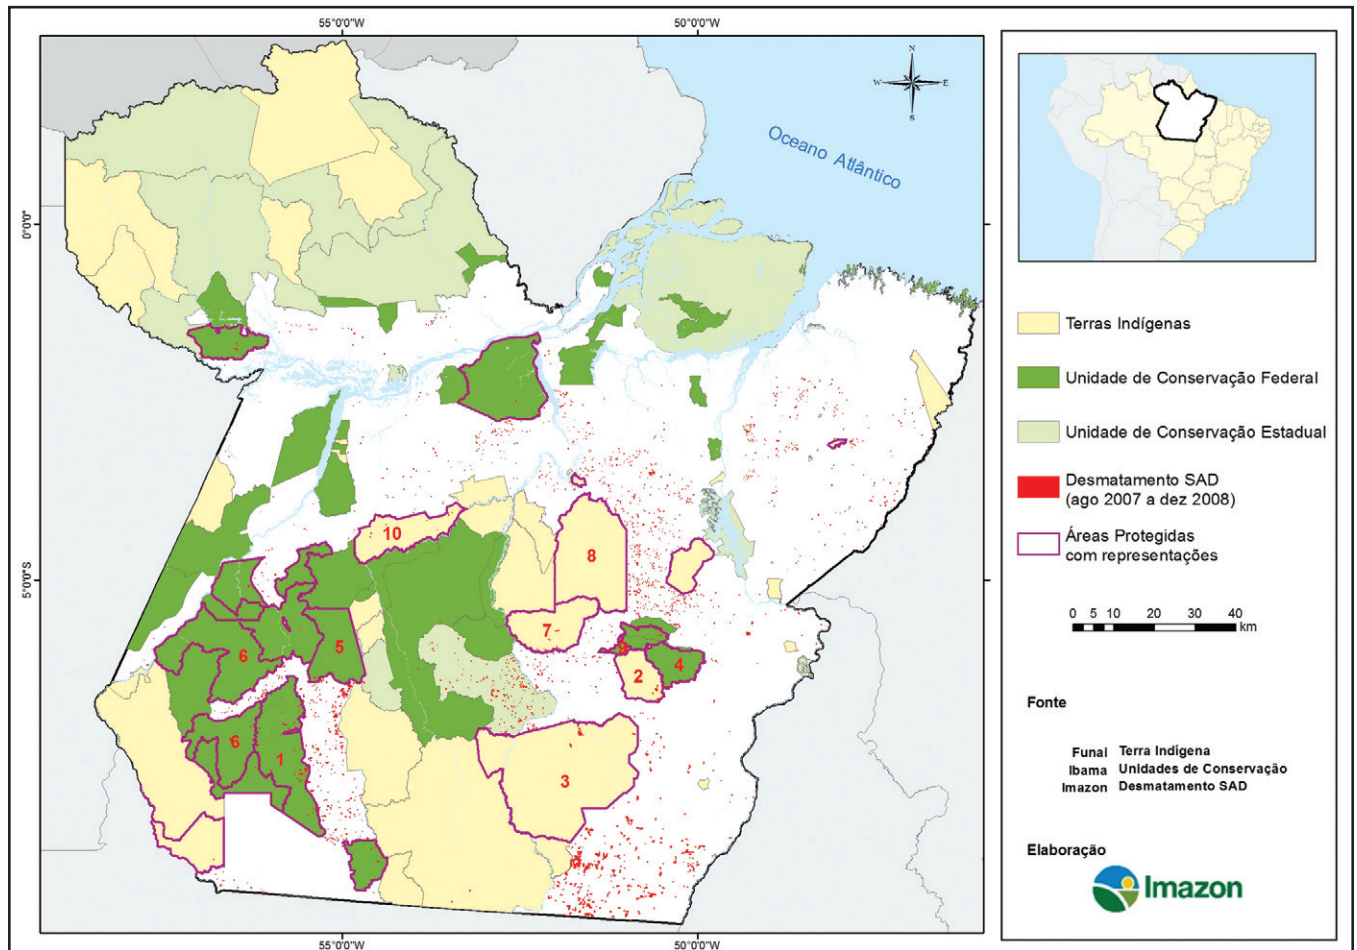 55°0'0"W
50°0'0"W
N
W
E
S
Oceano Atlântico
0°0'0"
Terras Indígenas
Unidade de Conservação Federal
Unidade de Conservação Estadual
Desmatamento SAD
(ago 2007 a dez 2008)
Áreas Protegidas
com representações
10
8
5°0'0"S
0 5 10 20 30 40
km
7
6
5
9
4
2
6
1
3
Fonte
Funai Terra Indígena
Ibama Unidades de Conservação
Imazon Desmatamento SAD
Elaboração
Imazon
55°0'0"W
50°0'0"W